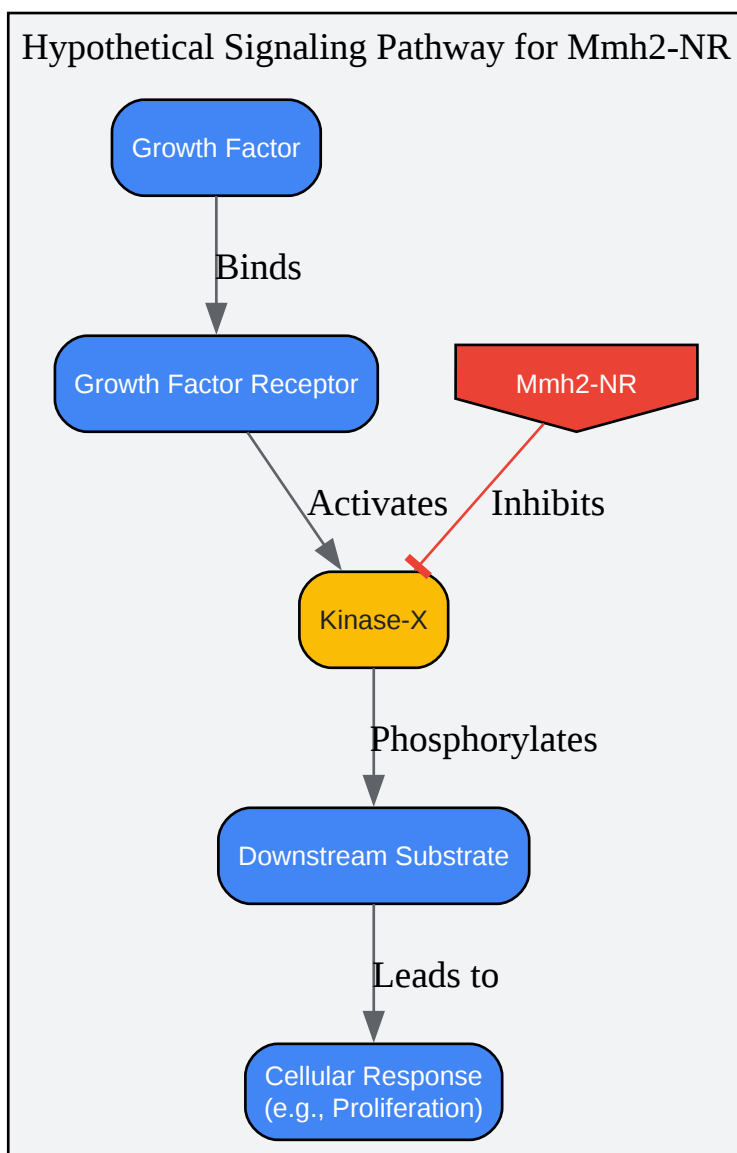 Hypothetical Signaling Pathway for Mmh2-NR
Growth Factor
Binds
Growth Factor Receptor
Mmh2-NR
Activates
Inhibits
Kinase-X
Phosphorylates
Downstream Substrate
Leads to
Cellular Response
(e.g., Proliferation)